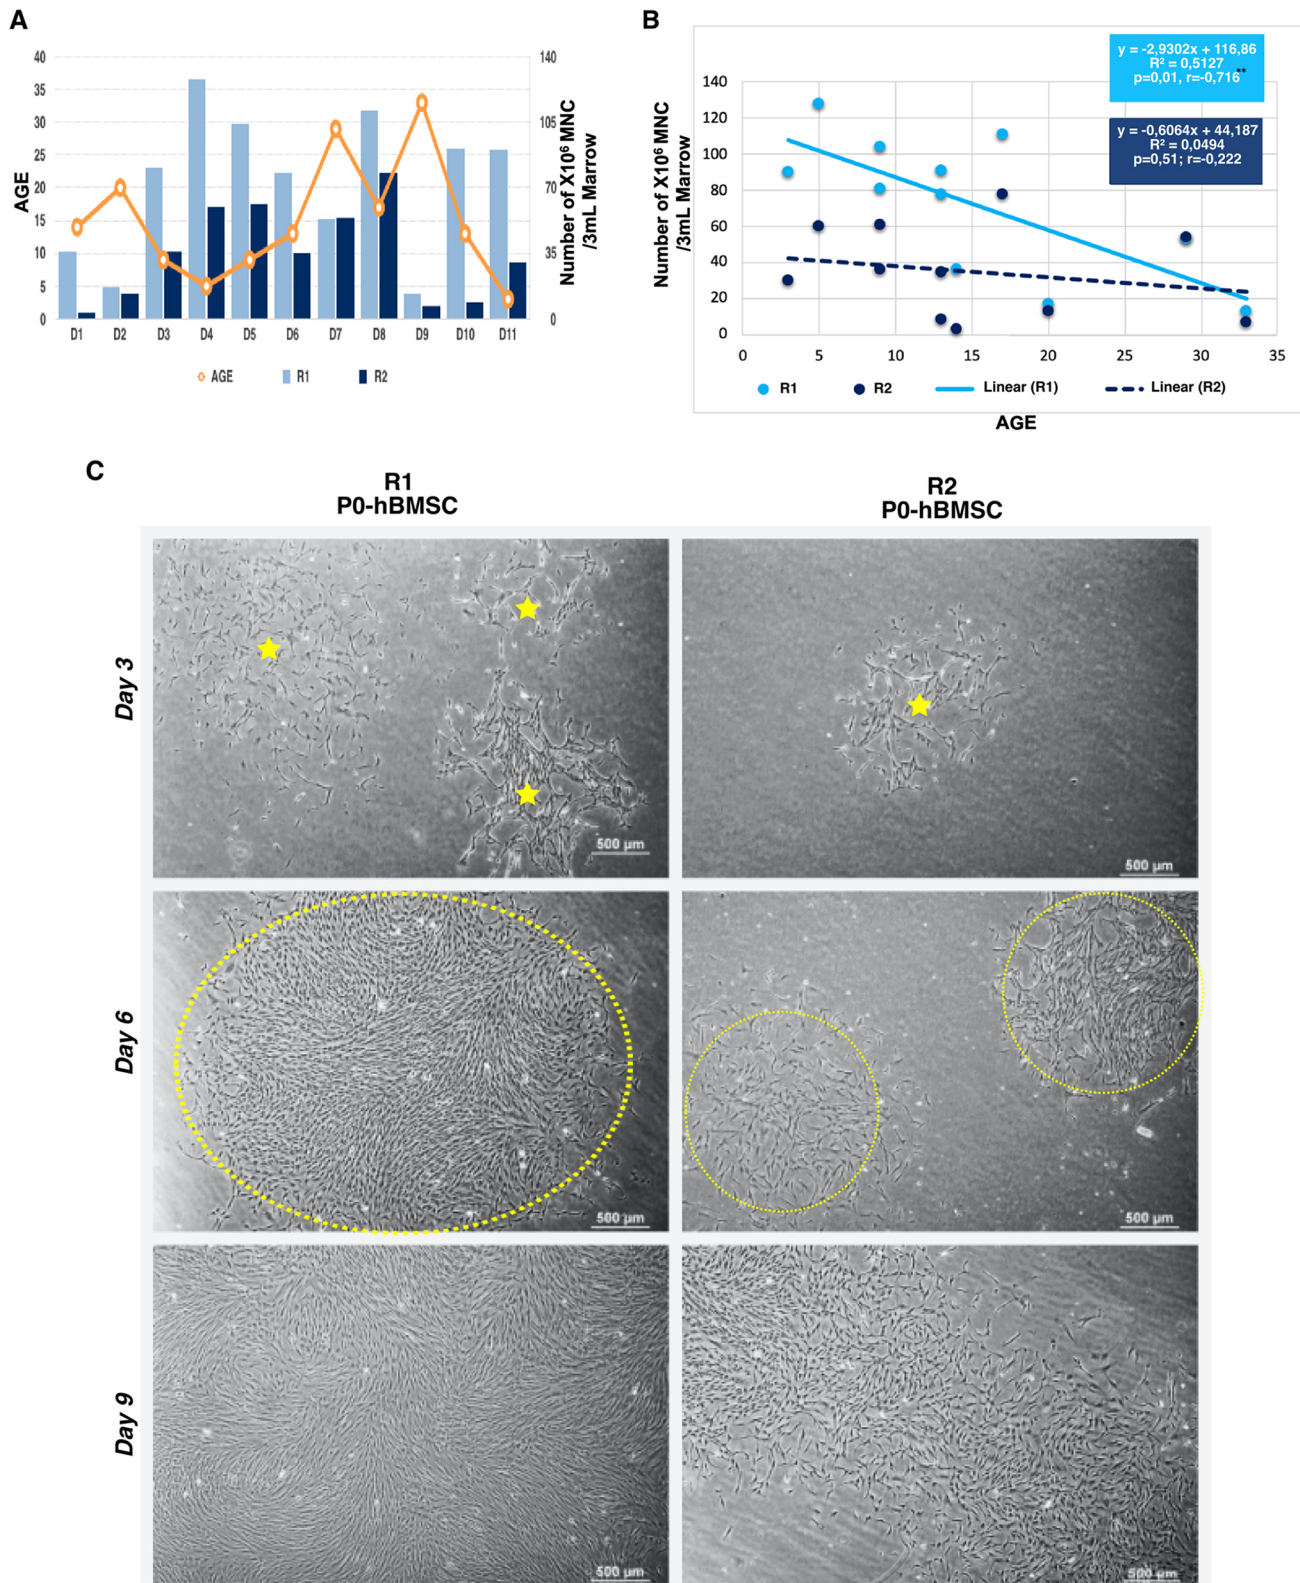 A
AGE
40
35
30
25
20
15
10
5
0
140
105
70
35
0
Number of X10⁶ MNC
/3mL Marrow
D1 D2 D3 D4 D5 D6 D7 D8 D9 D10 D11
AGE R1 R2
B
y = -2,9302x + 116,86
R² = 0,5127
p=0,01, r=-0,716**
y = -0,6064x + 44,187
R² = 0,0494
p=0,51; r=-0,222
Number of X10⁶ MNC
/3mL Marrow
140
120
100
80
60
40
20
0
0 5 10 15 20 25 30 35
R1 R2 Linear (R1) Linear (R2)
AGE
C
R1
P0-hBMSC
R2
P0-hBMSC
Day 3
500 µm
500 µm
Day 6
500 µm
500 µm
Day 9
500 µm
500 µm